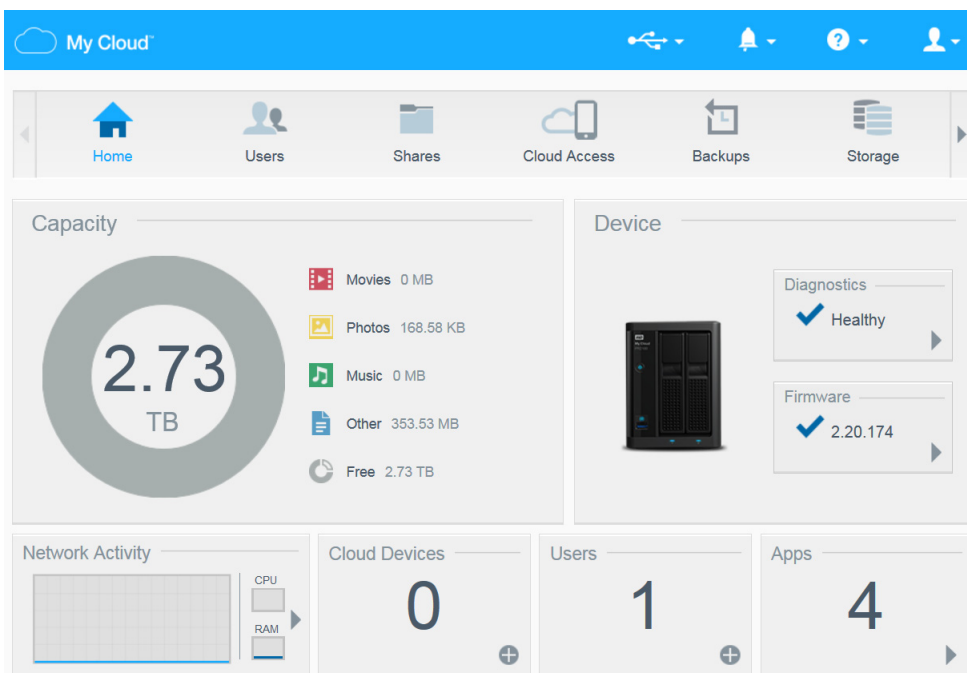 My Cloud™
Home
Users
Shares
Cloud Access
Backups
Storage
Capacity
2.73
TB
Movies 0 MB
Photos 168.58 KB
Music 0 MB
Other 353.53 MB
Free 2.73 TB
Device
Diagnostics
Healthy
Firmware
2.20.174
Network Activity
CPU
RAM
Cloud Devices
0
Users
1
Apps
4